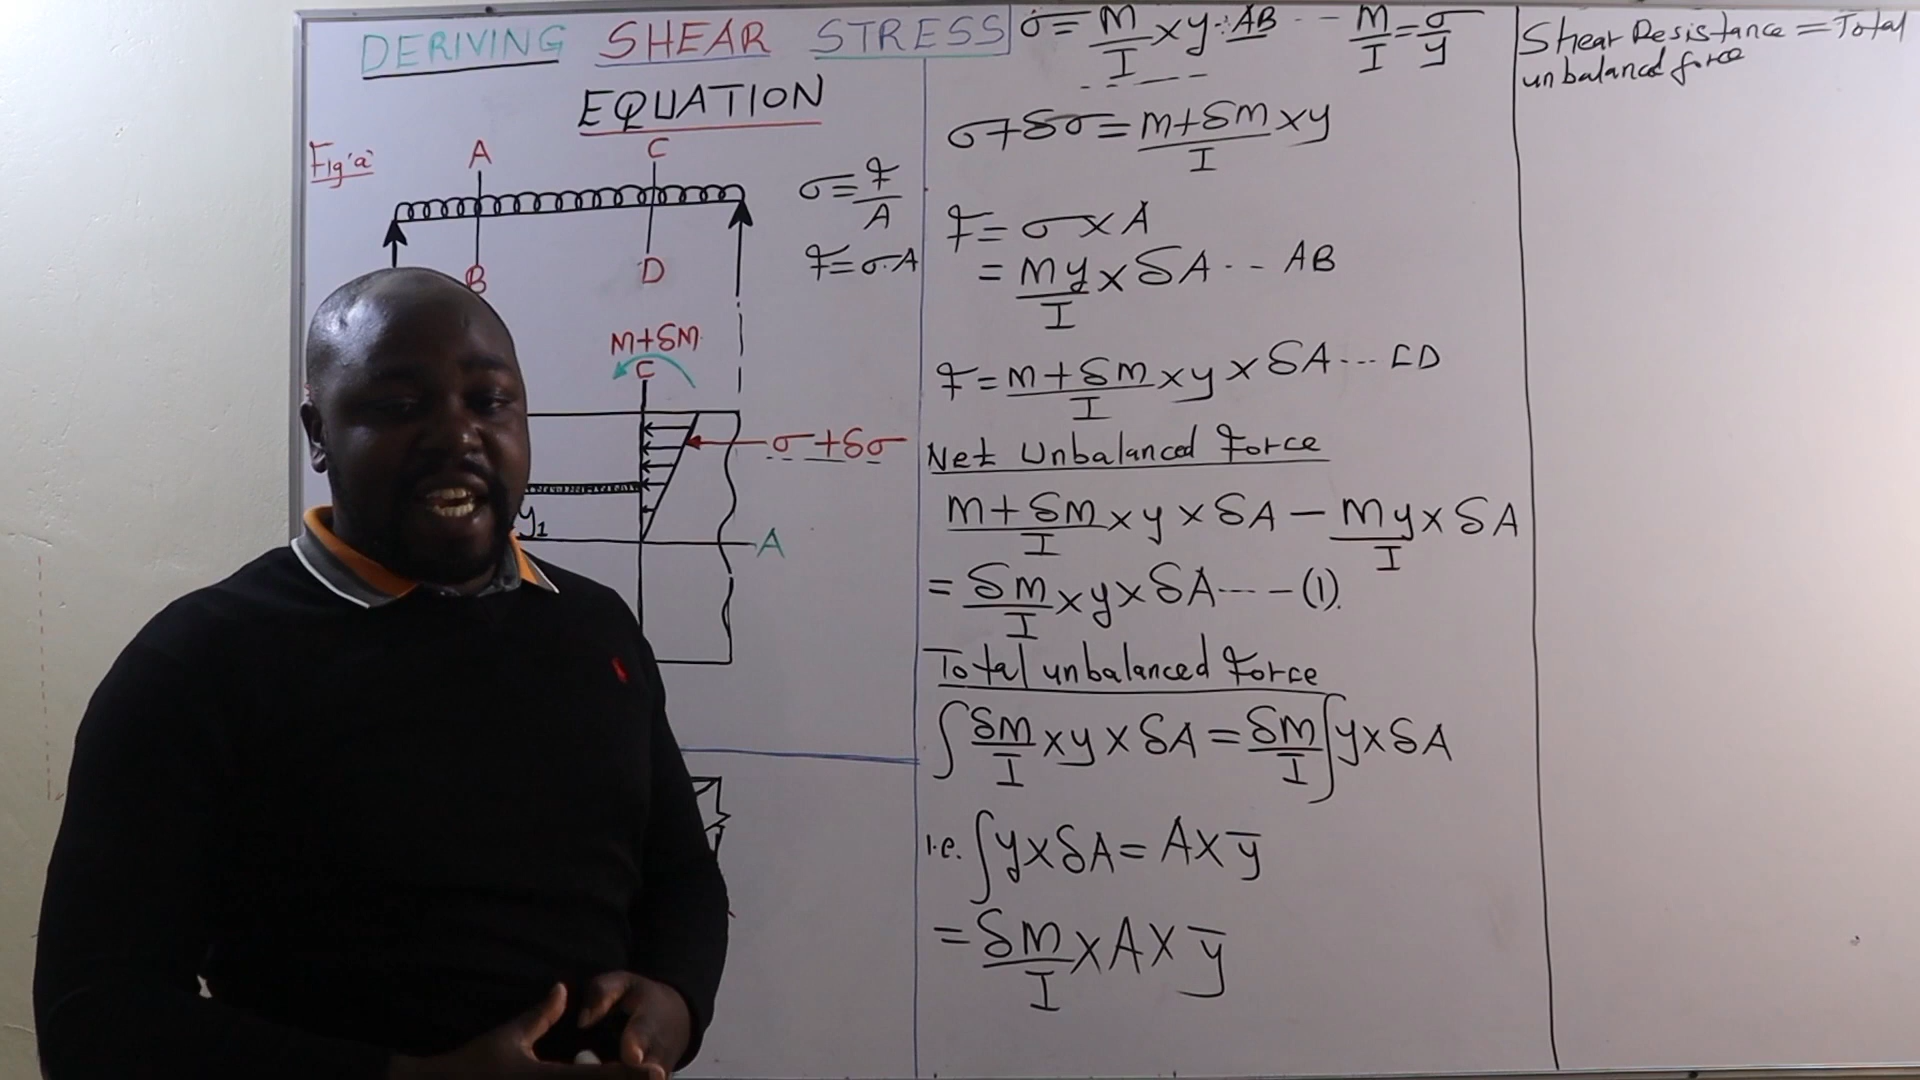 DERIVING SHEAR STRESS
EQUATION
Fig 'a'
A
C
B
D
σ = F/A
F = σ.A
M+δM
C
σ+δσ
y₁
A
σ = M/I × y : AB -- M/I = σ/y
σ+δσ = m+δm/I × y
F = σ × A
= My/I × δA -- AB
F = m+δm/I × y × δA --- CD
Net Unbalanced Force
m+δm/I × y × δA − My/I × δA
= δm/I × y × δA --- (1).
Total unbalanced Force
∫ δm/I × y × δA = δm/I ∫ y × δA
i.e. ∫ y × δA = A × ȳ
= δm/I × A × ȳ
Shear Resistance = Total
unbalanced force